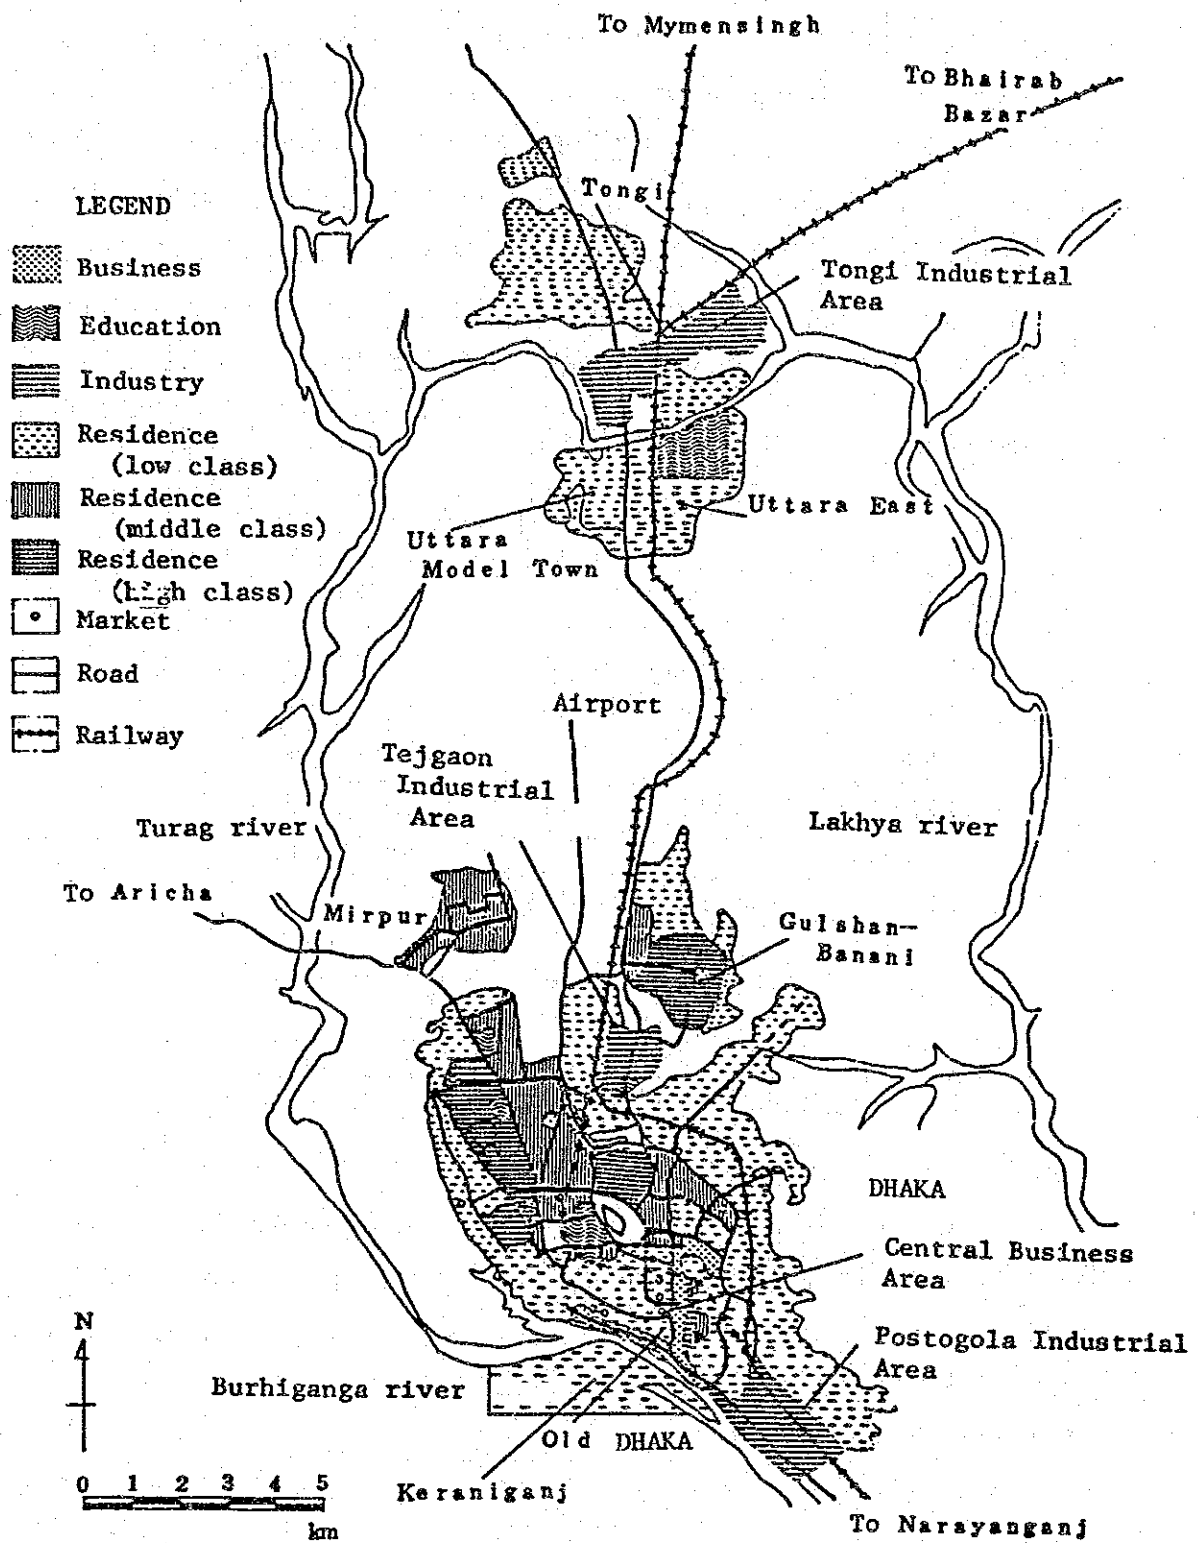 To Mymensingh
To Bhairab
Bazar
Tongi
LEGEND
Business
Education
Industry
Residence
(low class)
Residence
(middle class)
Residence
(high class)
Market
Road
Railway
Tongi Industrial
Area
Uttara East
Uttara
Model Town
Airport
Tejgaon
Industrial
Area
Turag river
Lakhya river
To Aricha
Mirpur
Gulshan-
Banani
DHAKA
Central Business
Area
N
Postogola Industrial
Area
Burhiganga river
Old DHAKA
0 1 2 3 4 5
km
Keraniganj
To Narayanganj